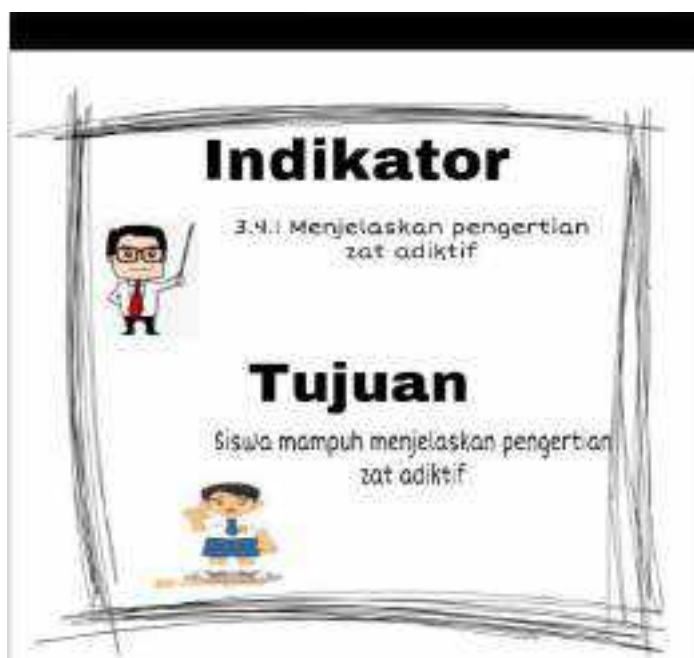 Indikator
3.4.1 Menjelaskan pengertian
zat adiktif
Tujuan
Siswa mampuh menjelaskan pengertian
zat adiktif